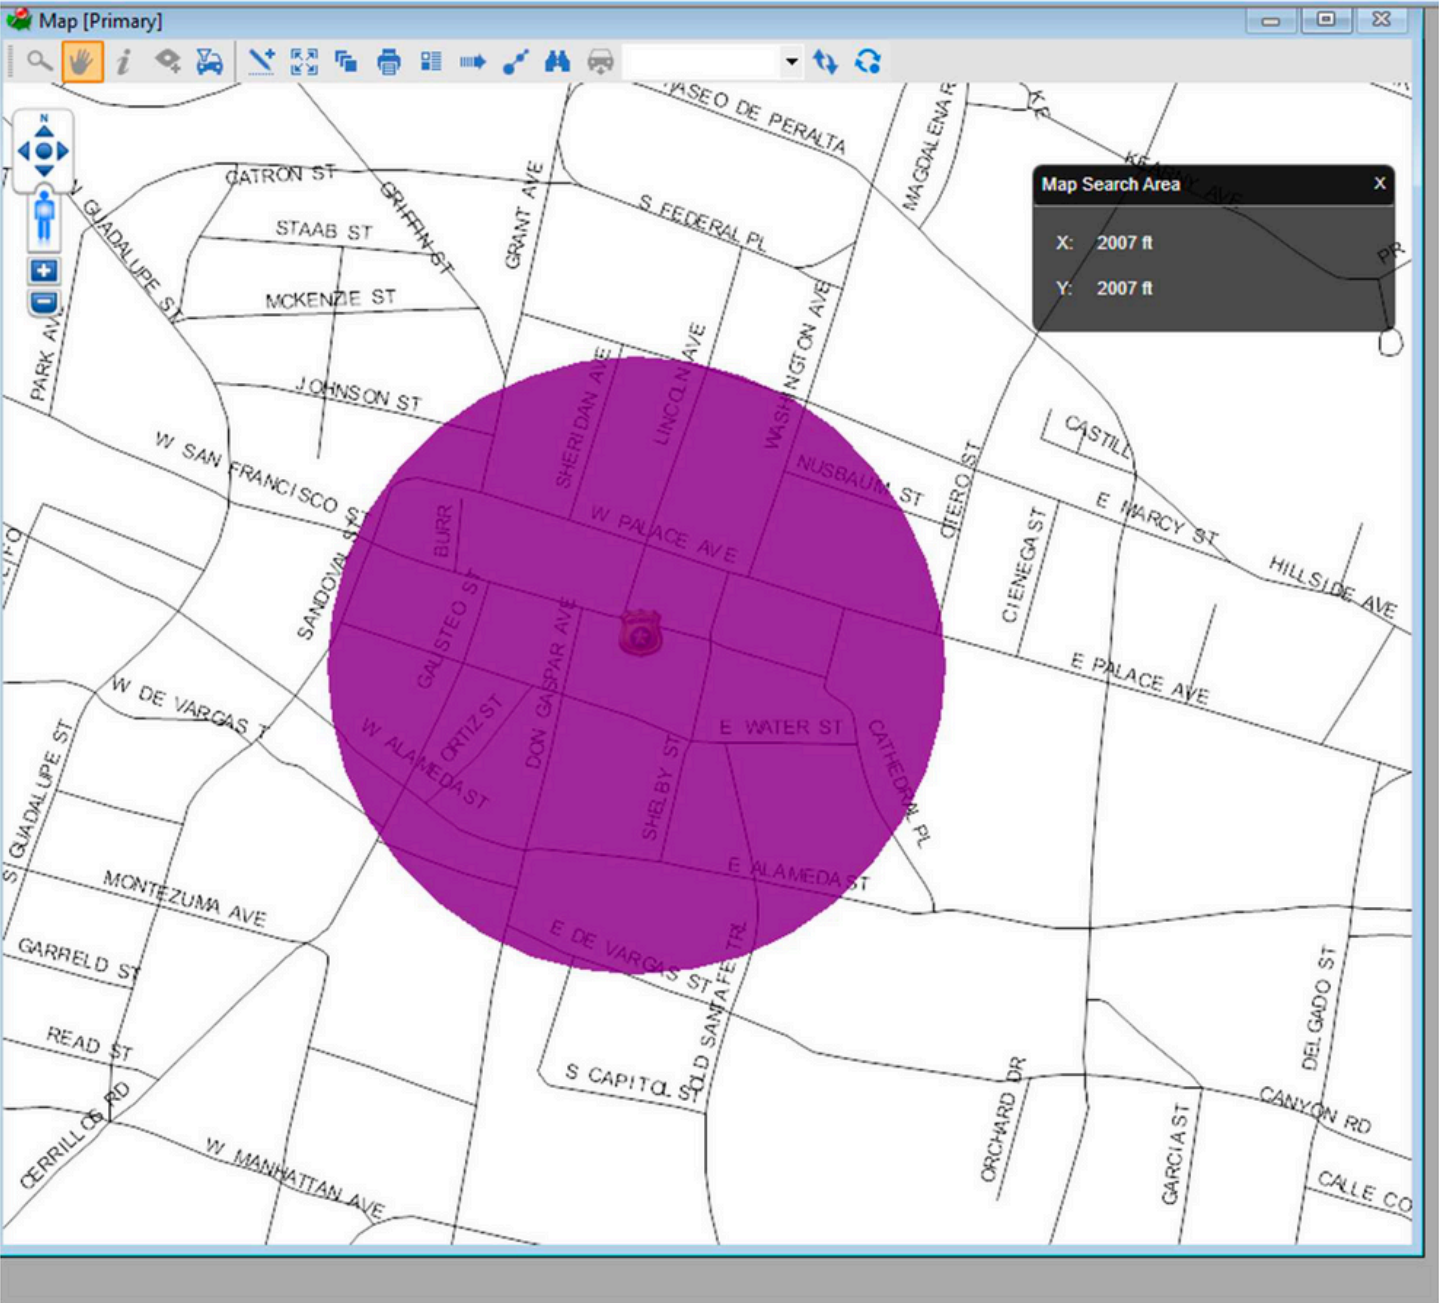 Map [Primary]
N
ASEO DE PERALTA
MAGDALENA R
KE
KEARNY AVE
Map Search Area
X
X: 2007 ft
Y: 2007 ft
PR
CATRON ST
GRIFFIN ST
GRANT AVE
S FEDERAL PL
N GUADALUPE ST
STAAB ST
MCKENZIE ST
PARK AVE
JOHNSON ST
SHERIDAN AVE
LINCOLN AVE
WASHINGTON AVE
W SAN FRANCISCO ST
NUSBAUM ST
OTERO ST
CASTILL
E MARCY ST
CIENEGA ST
HILLSIDE AVE
BURR
W PALACE AVE
SANDOVAL ST
GALISTEO ST
DON GASPAR AVE
E PALACE AVE
W DE VARGAS T
ORTIZ ST
W ALAMEDA ST
E WATER ST
SHELBY ST
CATHEDRAL PL
S GUADALUPE ST
E ALAMEDA ST
MONTEZUMA AVE
E DE VARGAS ST
OLD SANTA FE TRL
GARFIELD ST
DELGADO ST
READ ST
S CAPITOL ST
ORCHARD DR
CANYON RD
CERRILLOS RD
GARCIA ST
W MANHATTAN AVE
CALLE CO